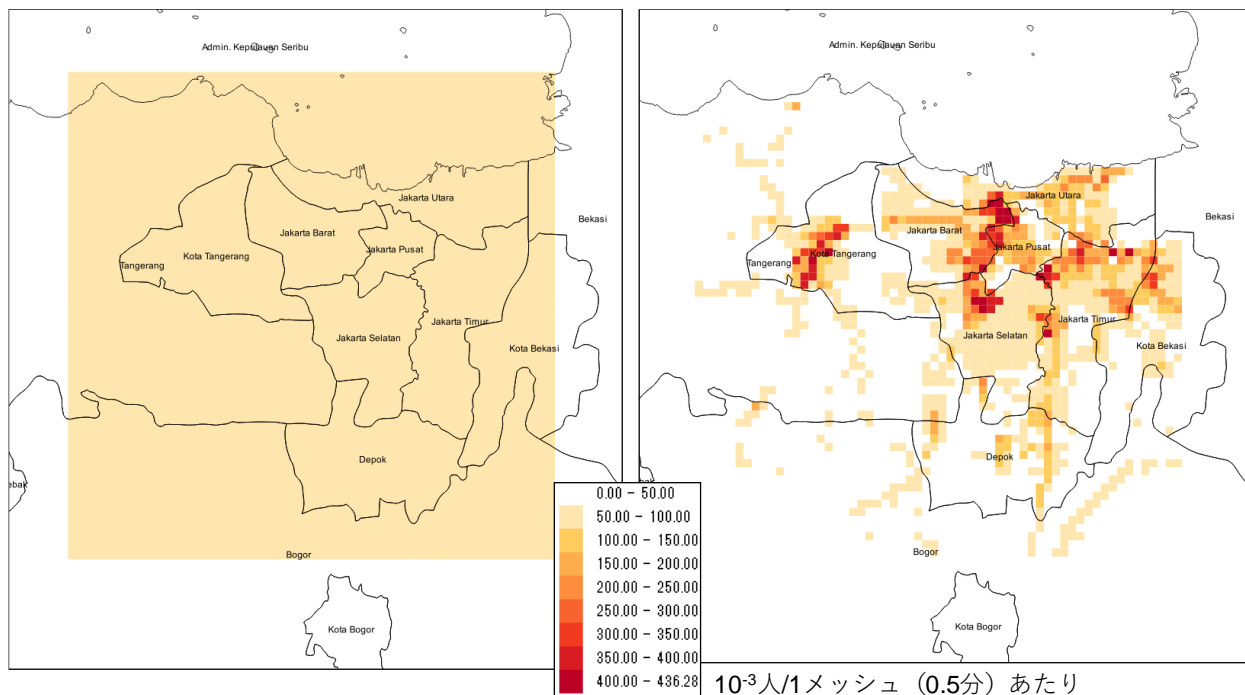 Admin. Kepulauan Seribu
Jakarta Utara
Jakarta Barat
Jakarta Pusat
Tangerang
Kota Tangerang
Bekasi
Jakarta Timur
Jakarta Selatan
Kota Bekasi
Depok
ebak
Bogor
Kota Bogor
Admin. Kepulauan Seribu
Jakarta Utara
Bekasi
Jakarta Barat
Jakarta Pusat
Kota Tangerang
Tangerang
Jakarta Timur
Jakarta Selatan
Kota Bekasi
Depok
Bogor
Kota Bogor
0.00 - 50.00
50.00 - 100.00
100.00 - 150.00
150.00 - 200.00
200.00 - 250.00
250.00 - 300.00
300.00 - 350.00
350.00 - 400.00
400.00 - 436.28
10⁻³人/1メッシュ（0.5分）あたり